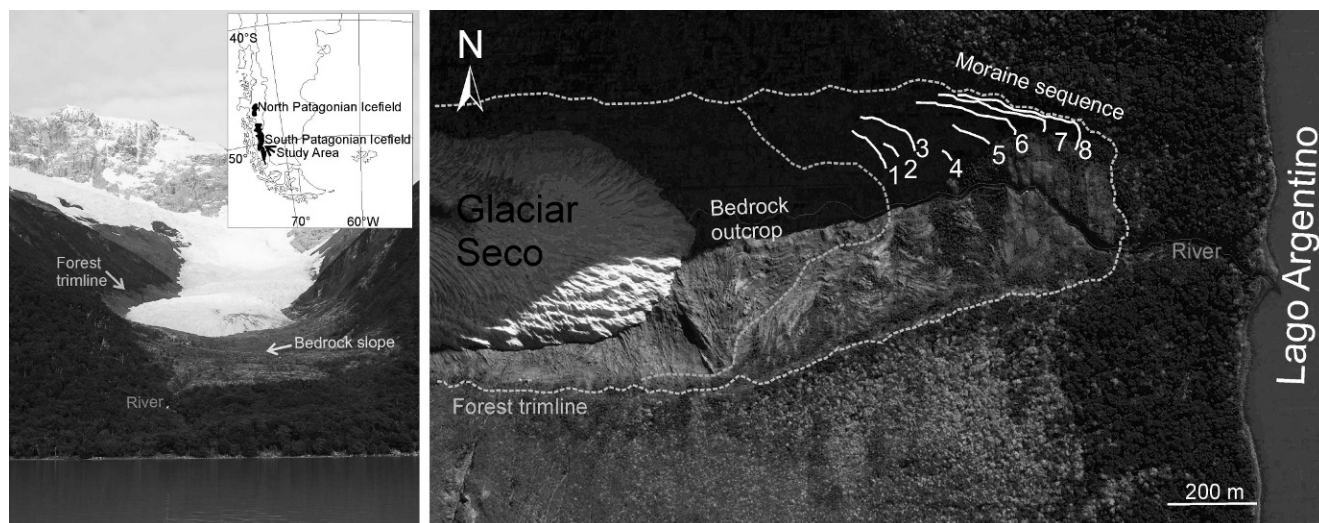 40°S
North Patagonian Icefield
South Patagonian Icefield
Study Area
50°S
70°W
60°W
Forest
trimline
Bedrock slope
River
N
Moraine sequence
1
2
3
4
5
6
7
8
Glaciar
Seco
Bedrock
outcrop
River
Lago Argentino
Forest trimline
200 m